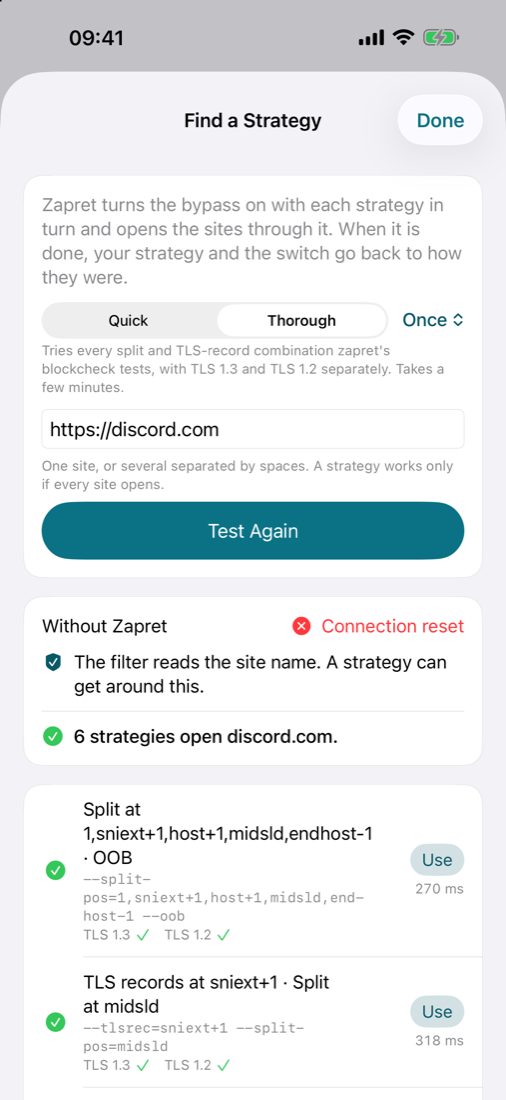 09:41
Find a Strategy
Done
Zapret turns the bypass on with each strategy in
turn and opens the sites through it. When it is
done, your strategy and the switch go back to how
they were.
Quick
Thorough
Once
Tries every split and TLS-record combination zapret's
blockcheck tests, with TLS 1.3 and TLS 1.2 separately. Takes a
few minutes.
https://discord.com
One site, or several separated by spaces. A strategy works only
if every site opens.
Test Again
Without Zapret
Connection reset
The filter reads the site name. A strategy can
get around this.
6 strategies open discord.com.
Split at
1,sniext+1,host+1,midsld,endhost-1
· OOB
--split-
pos=1,sniext+1,host+1,midsld,end-
host-1 --oob
TLS 1.3 ✓ TLS 1.2 ✓
Use
270 ms
TLS records at sniext+1 · Split
at midsld
--tlsrec=sniext+1 --split-
pos=midsld
TLS 1.3 ✓ TLS 1.2 ✓
Use
318 ms